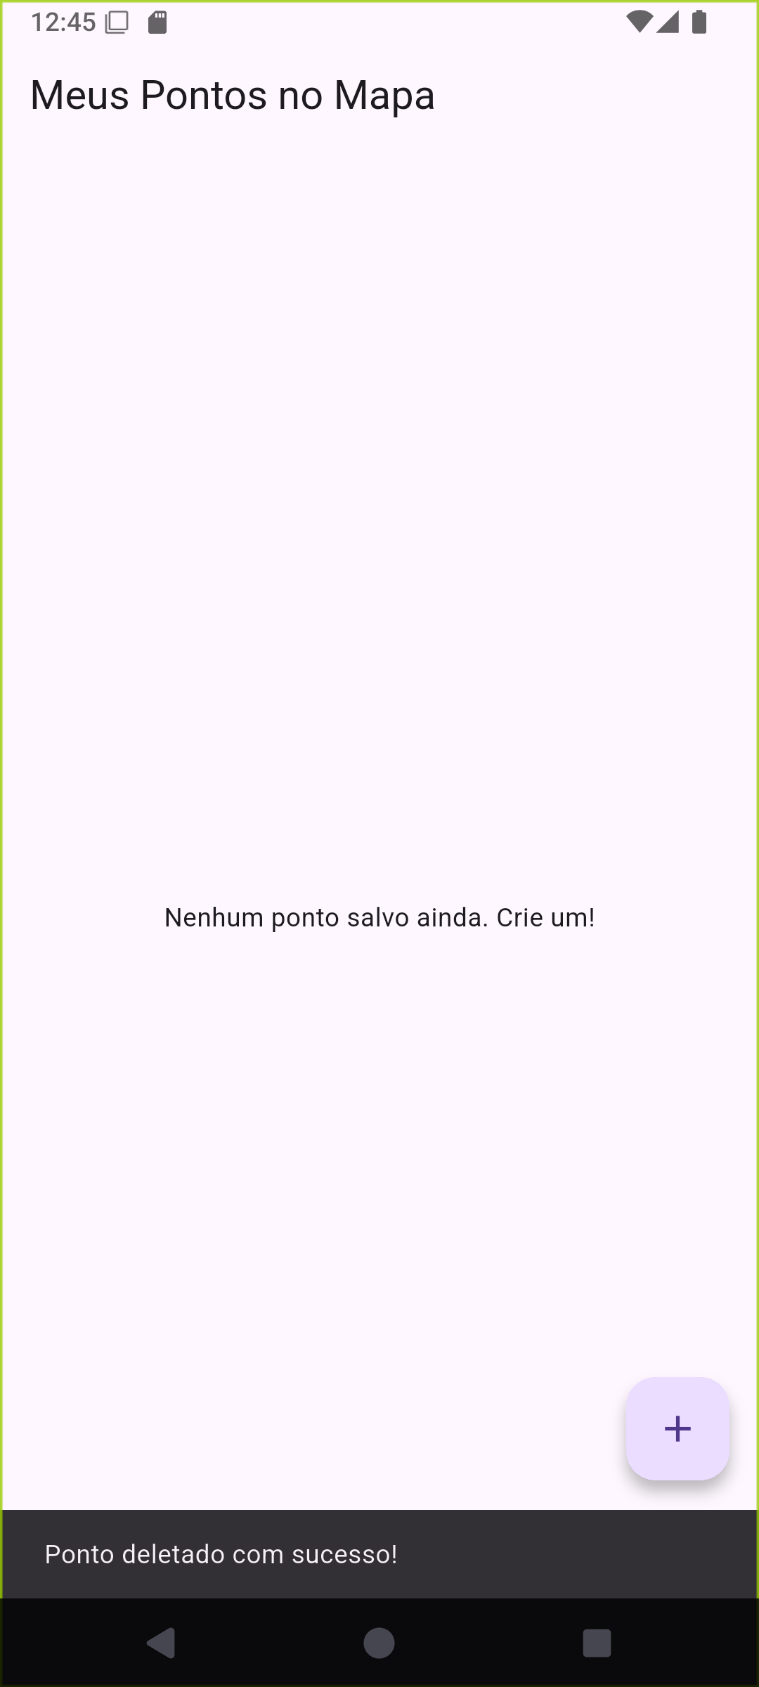 12:45
Meus Pontos no Mapa
Nenhum ponto salvo ainda. Crie um!
Ponto deletado com sucesso!